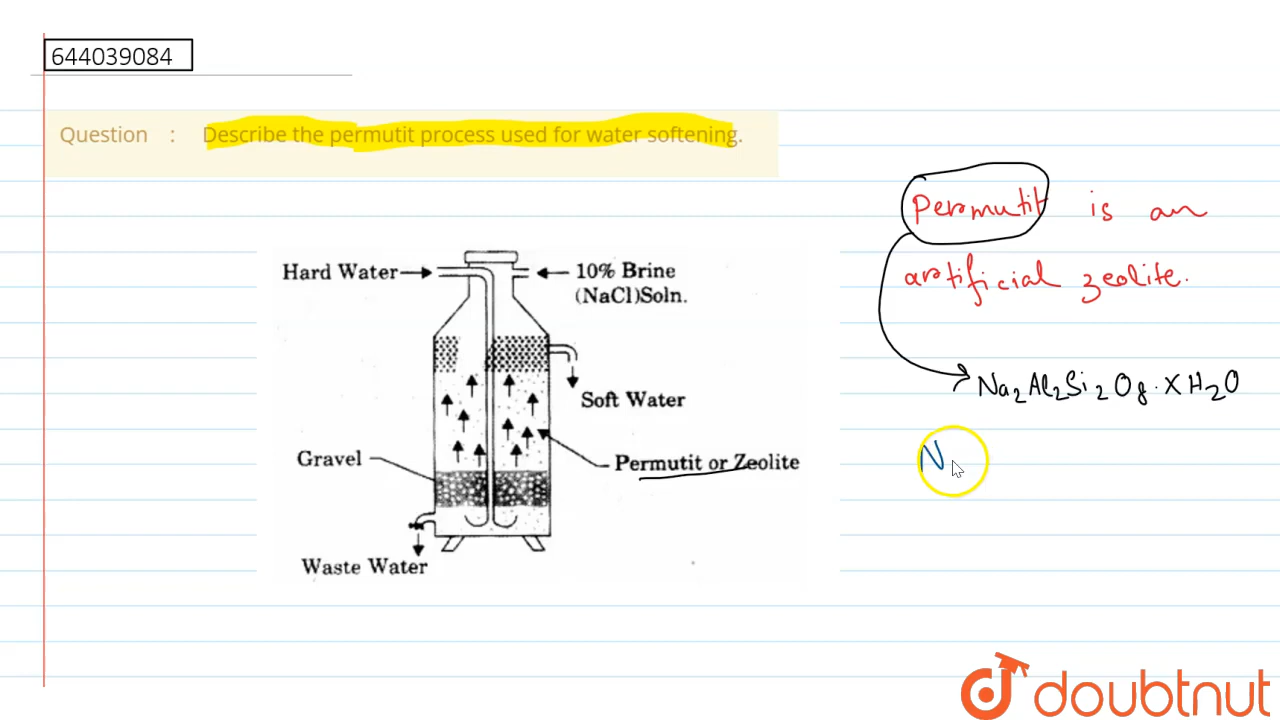 644039084
Question : Describe the permutit process used for water softening.
Permutit is an
artificial zeolite.
Na2Al2Si2O8.XH2O
N
Hard Water
10% Brine
(NaCl)Soln.
Soft Water
Gravel
Permutit or Zeolite
Waste Water
doubtnut